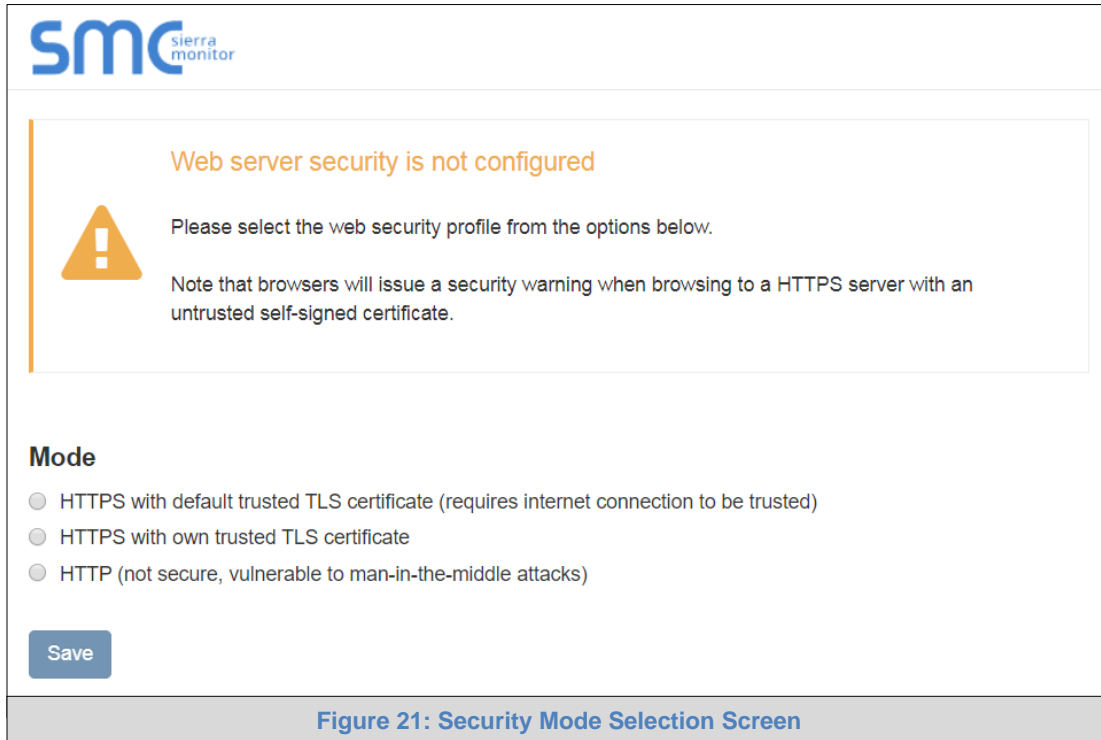 SMC sierra monitor
Web server security is not configured
Please select the web security profile from the options below.
Note that browsers will issue a security warning when browsing to a HTTPS server with an
untrusted self-signed certificate.
Mode
HTTPS with default trusted TLS certificate (requires internet connection to be trusted)
HTTPS with own trusted TLS certificate
HTTP (not secure, vulnerable to man-in-the-middle attacks)
Save
Figure 21: Security Mode Selection Screen